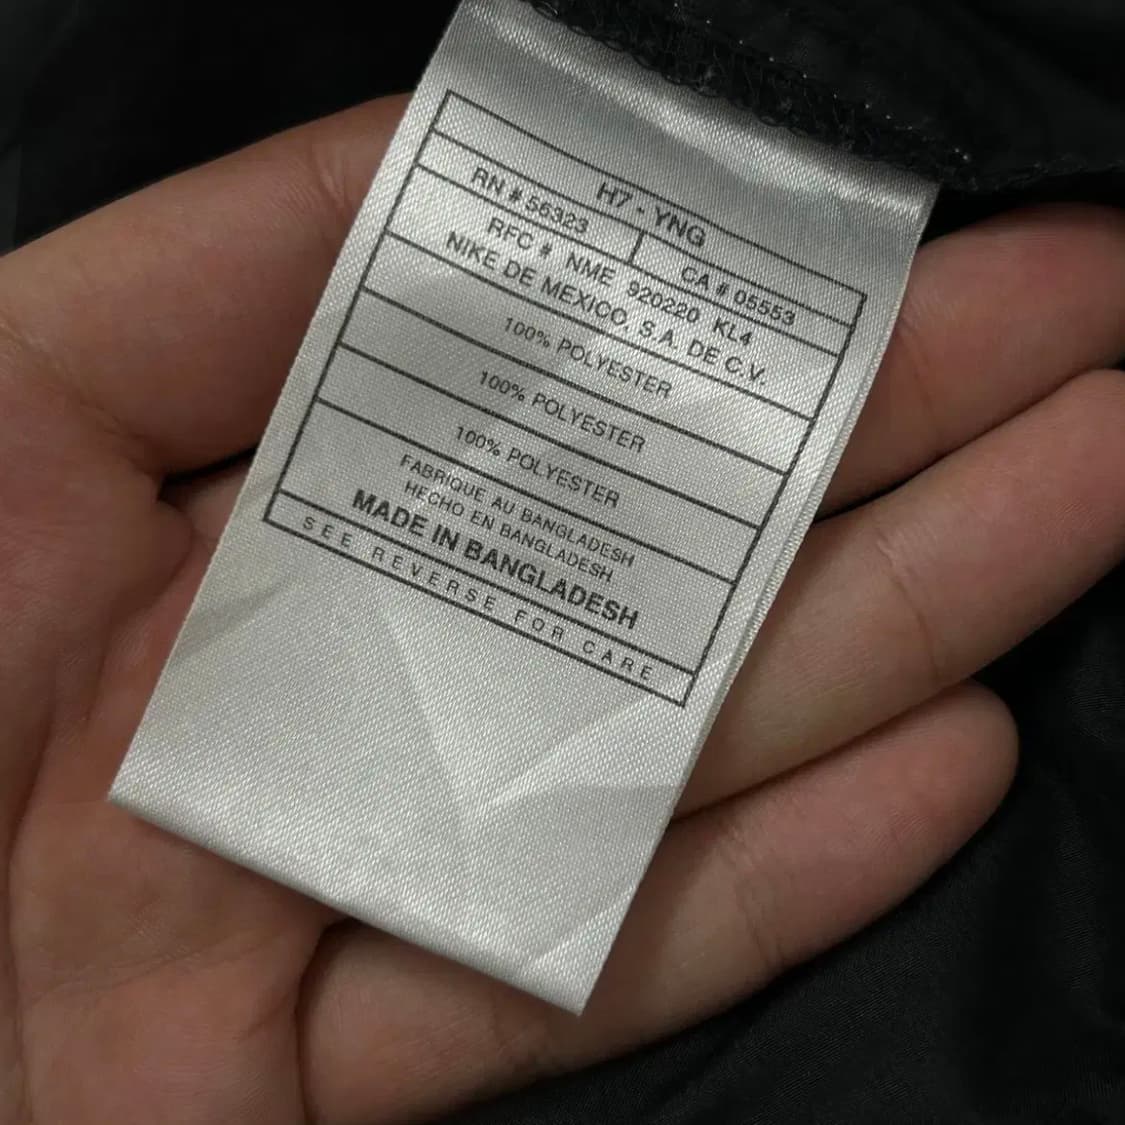 H7 - YNG
RN # 56323 CA # 05553
RFC # NME 920220 KL4
NIKE DE MEXICO, S.A. DE C.V.
100% POLYESTER
100% POLYESTER
100% POLYESTER
FABRIQUE AU BANGLADESH
HECHO EN BANGLADESH
MADE IN BANGLADESH
SEE REVERSE FOR CARE